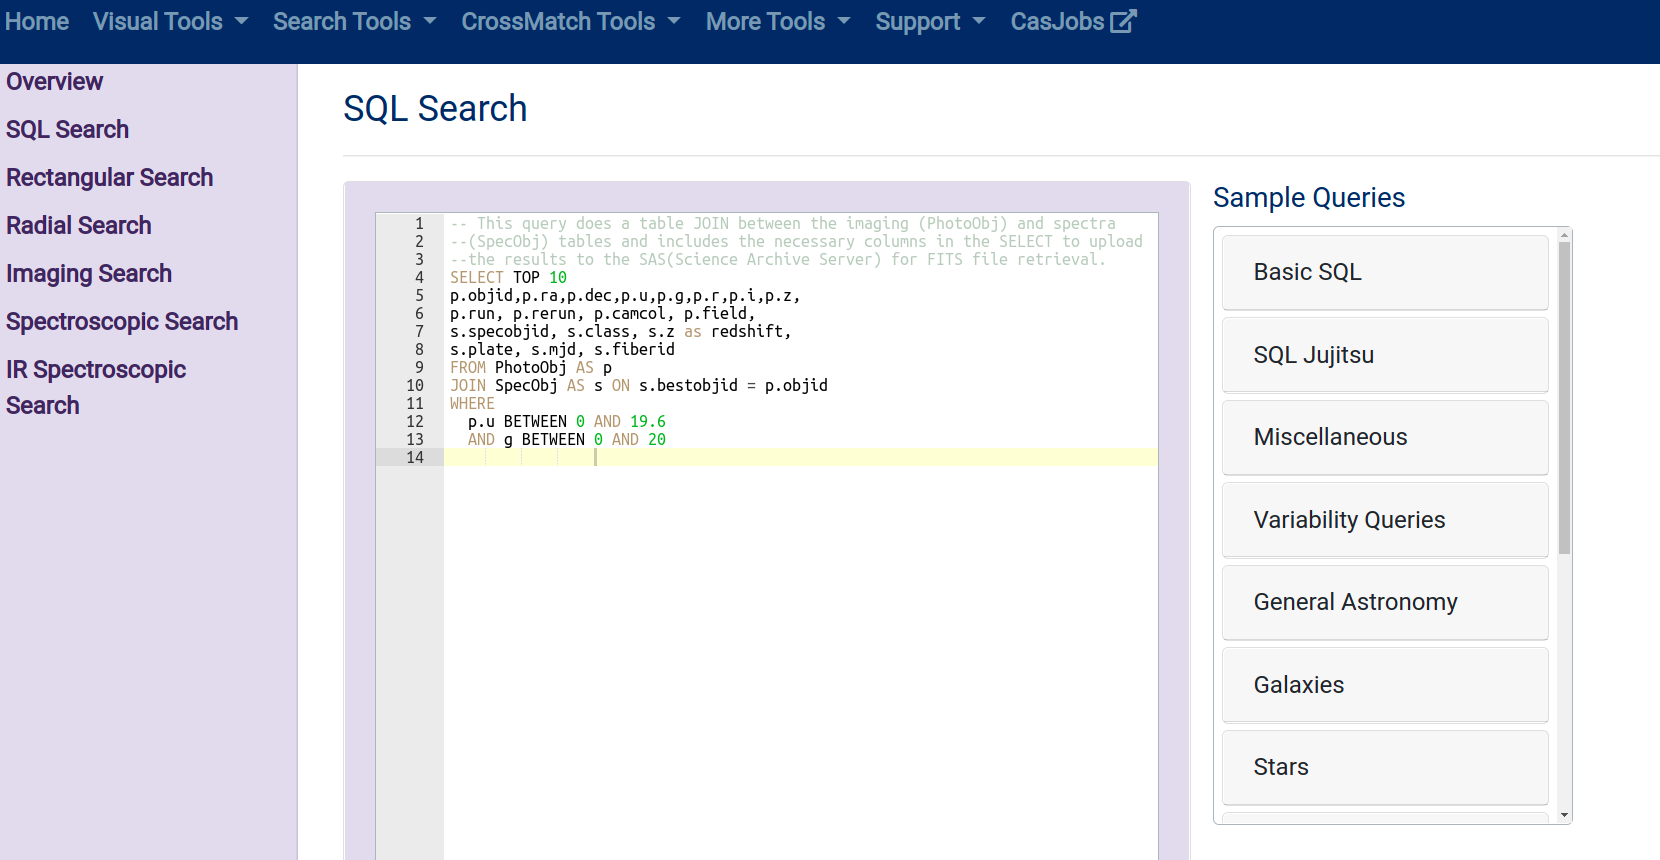 Home Visual Tools Search Tools CrossMatch Tools More Tools Support CasJobs
Overview
SQL Search
Rectangular Search
Radial Search
Imaging Search
Spectroscopic Search
IR Spectroscopic
Search
SQL Search
1 -- This query does a table JOIN between the imaging (PhotoObj) and spectra
2 --(SpecObj) tables and includes the necessary columns in the SELECT to upload
3 --the results to the SAS(Science Archive Server) for FITS file retrieval.
4 SELECT TOP 10
5 p.objid,p.ra,p.dec,p.u,p.g,p.r,p.i,p.z,
6 p.run, p.rerun, p.camcol, p.field,
7 s.specobjid, s.class, s.z as redshift,
8 s.plate, s.mjd, s.fiberid
9 FROM PhotoObj AS p
10 JOIN SpecObj AS s ON s.bestobjid = p.objid
11 WHERE
12 p.u BETWEEN 0 AND 19.6
13 AND g BETWEEN 0 AND 20
14
Sample Queries
Basic SQL
SQL Jujitsu
Miscellaneous
Variability Queries
General Astronomy
Galaxies
Stars